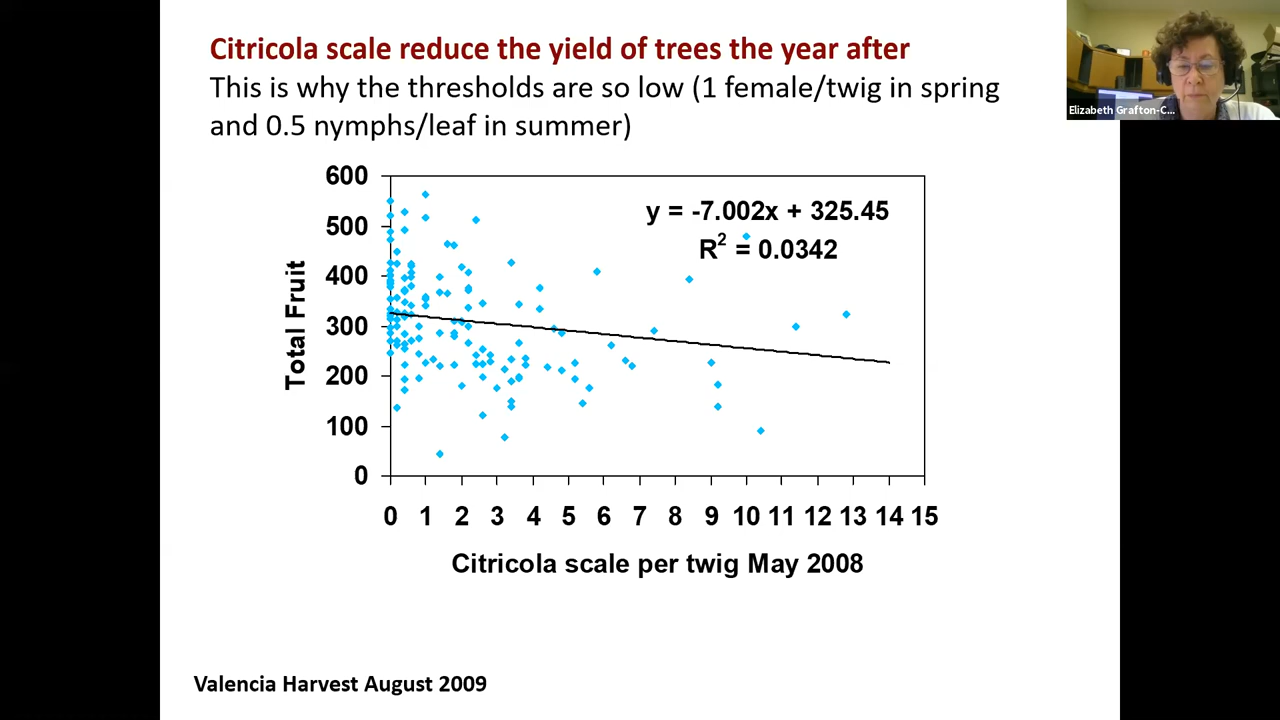 Citricola scale reduce the yield of trees the year after
This is why the thresholds are so low (1 female/twig in spring
and 0.5 nymphs/leaf in summer)
Elizabeth Grafton-C...
y = -7.002x + 325.45
R² = 0.0342
Total Fruit
600
500
400
300
200
100
0
0 1 2 3 4 5 6 7 8 9 10 11 12 13 14 15
Citricola scale per twig May 2008
Valencia Harvest August 2009